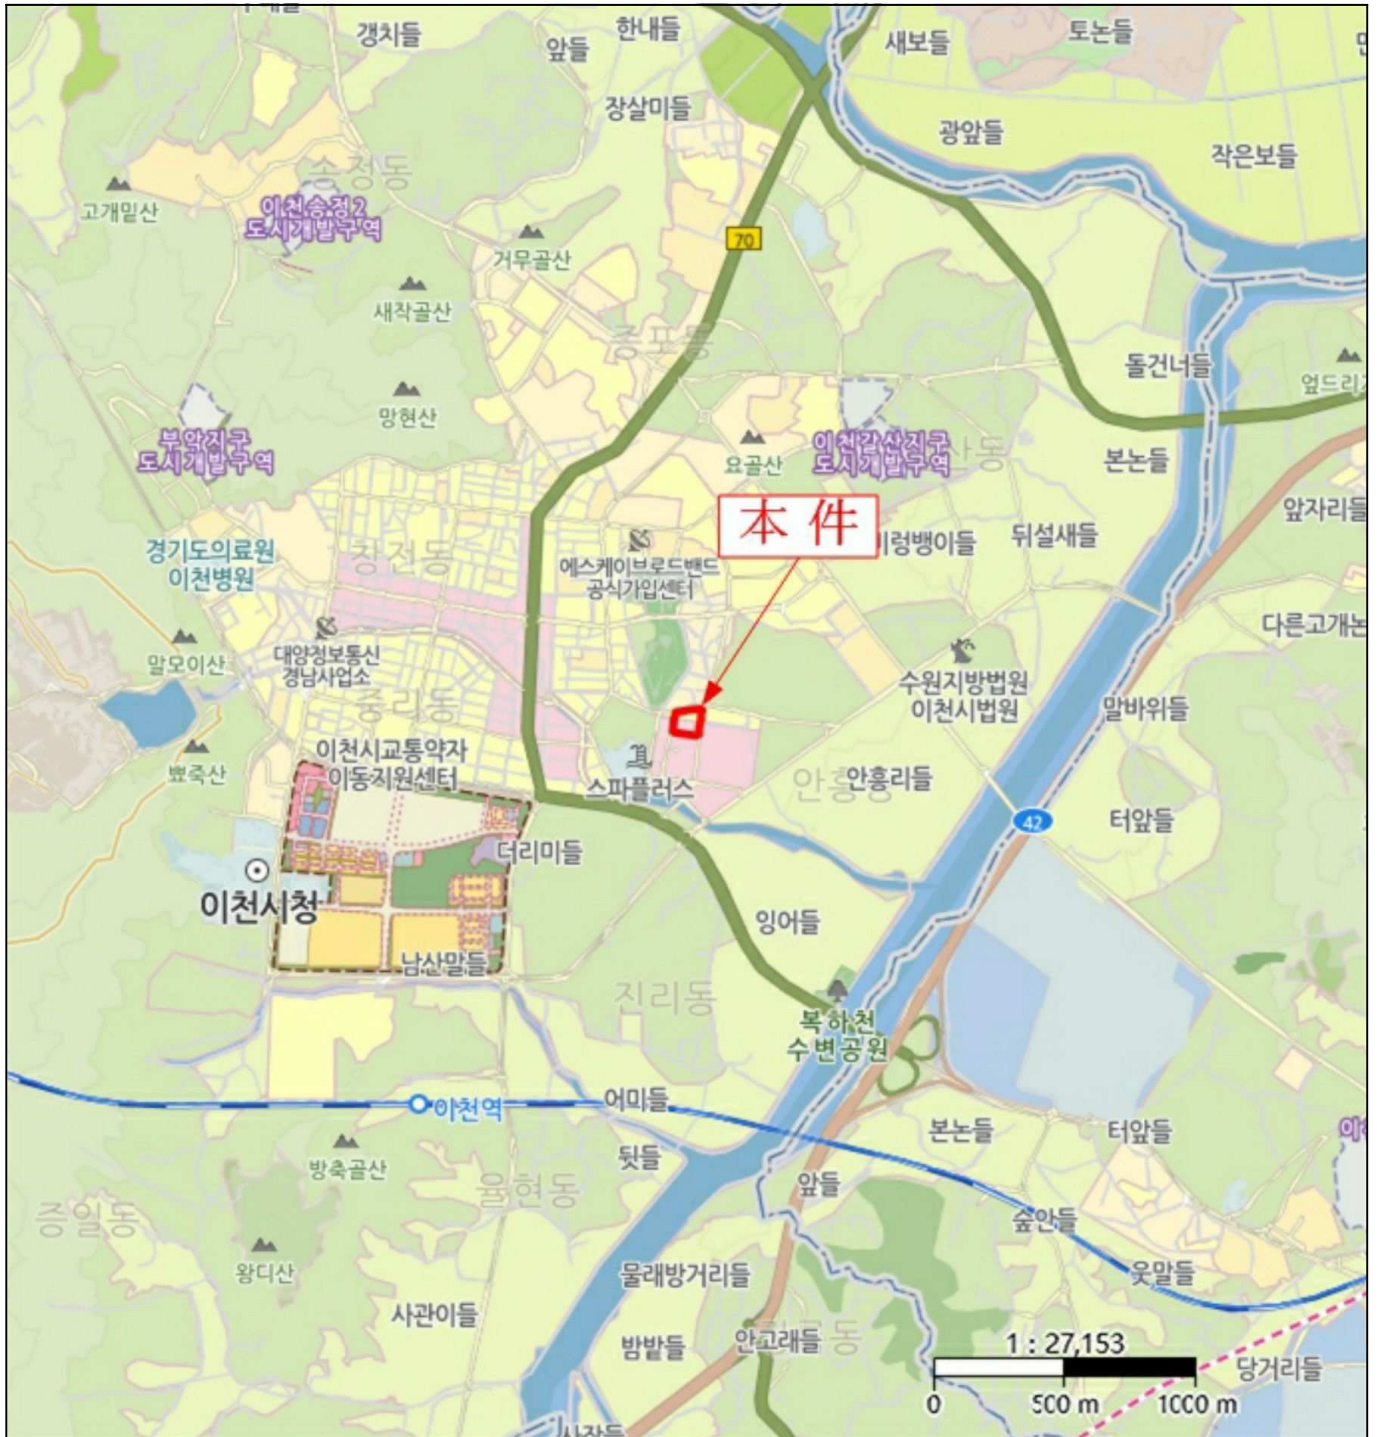 갱치들
앞들
한내들
새보들
토논들
장살미들
광앞들
작은보들
송정동
고개밑산
이천송정2
도시개발구역
거무골산
70
새작골산
증포동
돌건너들
망현산
부악지구
도시개발구역
요골산
이천갈산지구
도시개발구역
산동
본논들
本 件
앞자리들
경기도의료원
이천병원
창전동
에스케이브로드밴드
공식가입센터
뒤설새들
말모이산
대양정보통신
경남사업소
중리동
수원지방법원
이천시법원
말바위들
뾰죽산
이천시교통약자
이동지원센터
스파플러스
안흥동
안흥리들
42
터앞들
더리미들
이천시청
남산말들
잉어들
진리동
복하천
수변공원
이천역
어미들
본논들
터앞들
방축골산
뒷들
율현동
앞들
증일동
숲안들
왕디산
물래방거리들
웃말들
사관이들
밤밭들
안고래들
1 : 27,153
0 500 m 1000 m
당거리들